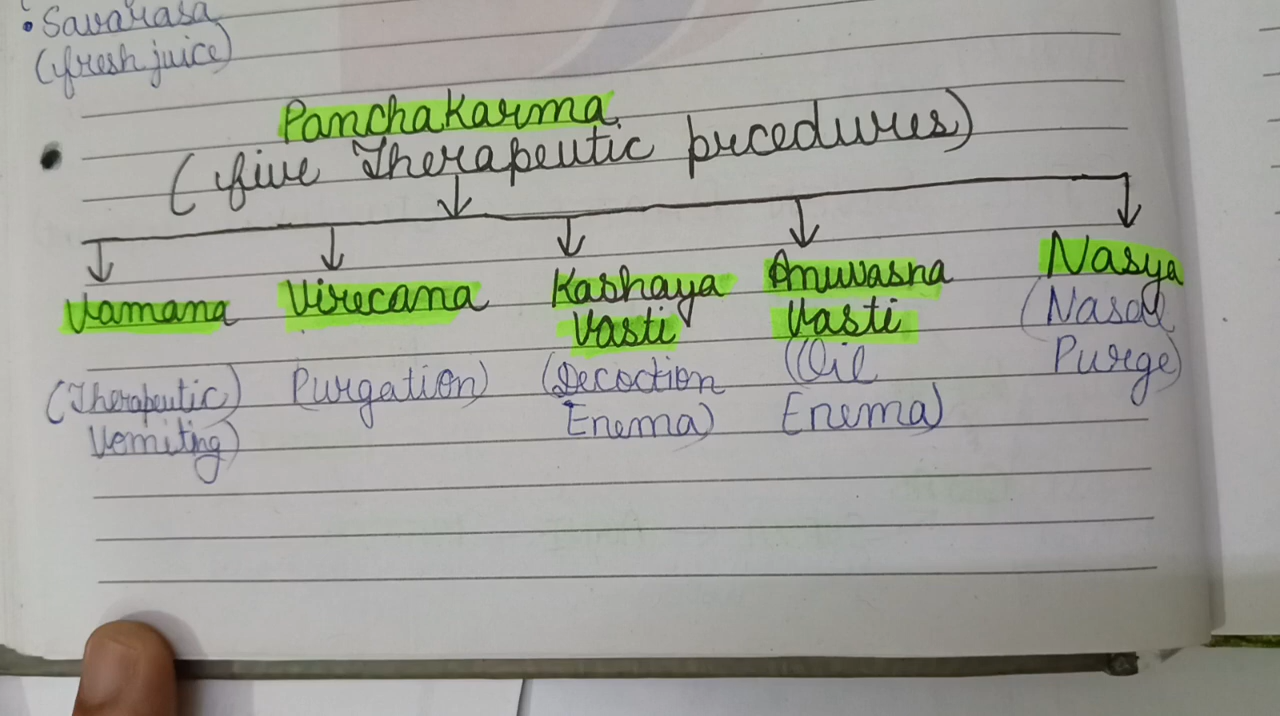 • Savarasa
(fresh juice)
• Panchakarma
(five Therapeutic prcedures)
Vamana
(Therapeutic)
Vomiting)
Virecana
(Purgation)
Kashaya
Vasti
(Decoction
Enema)
Anuvasna
Vasti
(Oil
Enema)
Nasya
(Nasal
Purge)